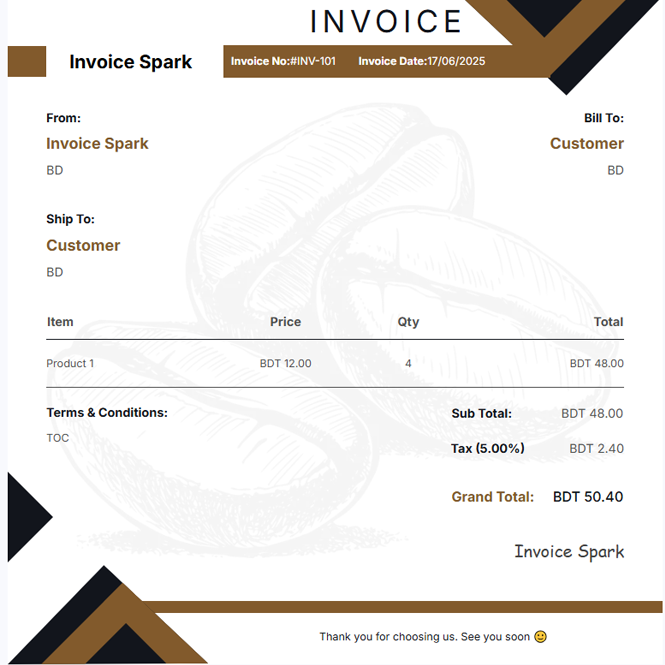 INVOICE
Invoice Spark
Invoice No:#INV-101 Invoice Date:17/06/2025
From: Bill To:
Invoice Spark Customer
BD BD
Ship To:
Customer
BD
Item Price Qty Total
Product 1 BDT 12.00 4 BDT 48.00
Terms & Conditions: Sub Total: BDT 48.00
TOC
Tax (5.00%) BDT 2.40
Grand Total: BDT 50.40
Invoice Spark
Thank you for choosing us. See you soon 🙂